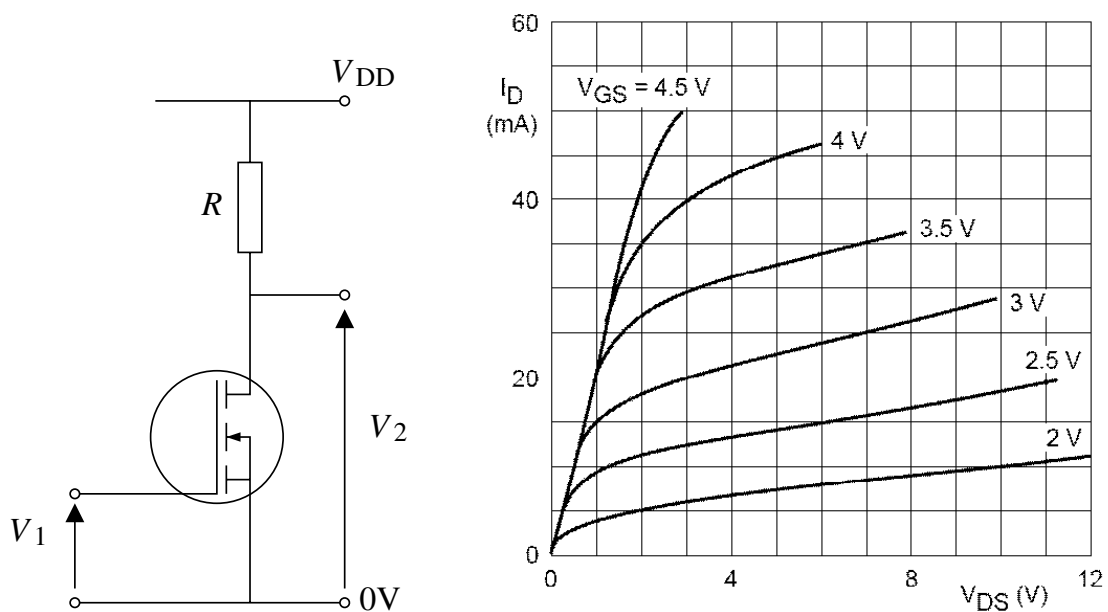 V_DD
R
V_2
V_1
0V
60
40
20
0
I_D
(mA)
V_GS = 4.5 V
4 V
3.5 V
3 V
2.5 V
2 V
0
4
8
12
V_DS (V)